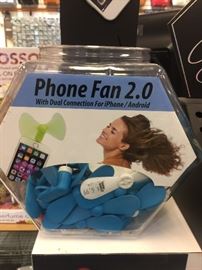 Phone Fan 2.0
With Dual Connection For iPhone / Android